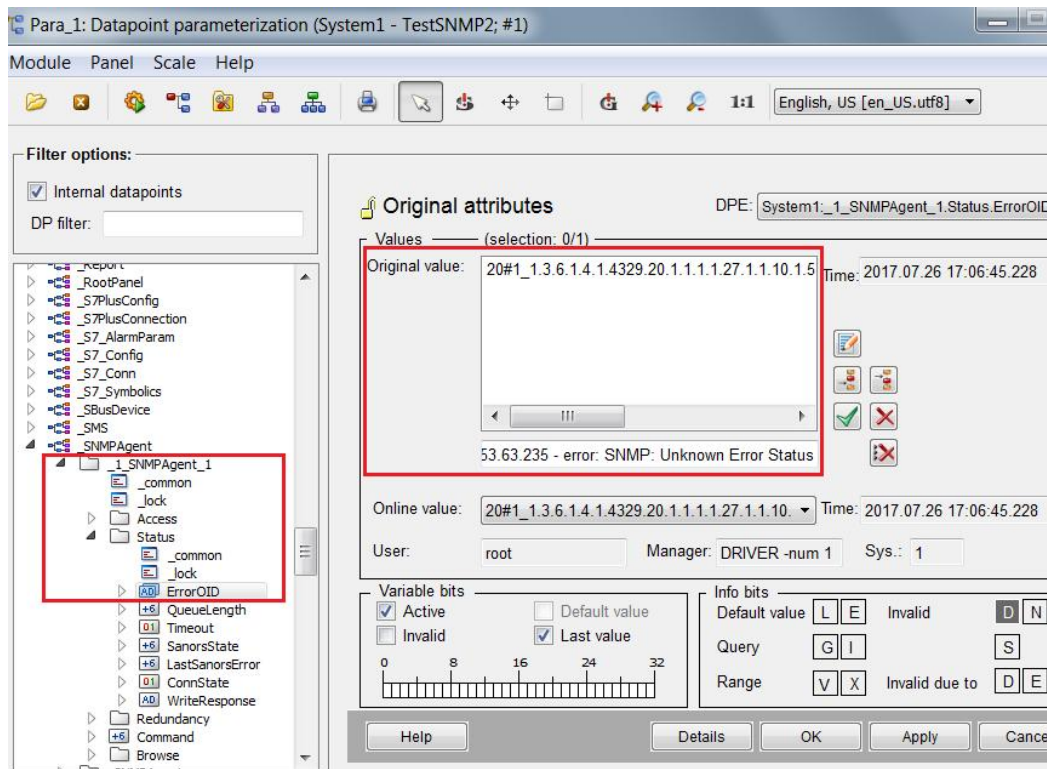 Para_1: Datapoint parameterization (System1 - TestSNMP2; #1)
Module Panel Scale Help
1:1 English, US [en_US.utf8]
Filter options:
Internal datapoints
DP filter:
_Report
_RootPanel
_S7PlusConfig
_S7PlusConnection
_S7_AlarmParam
_S7_Config
_S7_Conn
_S7_Symbolics
_SBusDevice
_SMS
_SNMPAgent
_1_SNMPAgent_1
_common
_lock
Access
Status
_common
_lock
AD ErrorOID
+6 QueueLength
01 Timeout
+6 SanorsState
+6 LastSanorsError
01 ConnState
AD WriteResponse
Redundancy
+6 Command
Browse
Original attributes
DPE: System1:_1_SNMPAgent_1.Status.ErrorOID
Values (selection: 0/1)
Original value: 20#1_1.3.6.1.4.1.4329.20.1.1.1.1.27.1.1.10.1.5 Time: 2017.07.26 17:06:45.228
53.63.235 - error: SNMP: Unknown Error Status
Online value: 20#1_1.3.6.1.4.1.4329.20.1.1.1.1.27.1.1.10. Time: 2017.07.26 17:06:45.228
User: root Manager: DRIVER -num 1 Sys.: 1
Variable bits
Active Default value
Invalid Last value
0 8 16 24 32
Info bits
Default value L E Invalid D N
Query G I S
Range V X Invalid due to D E
Help Details OK Apply Cance